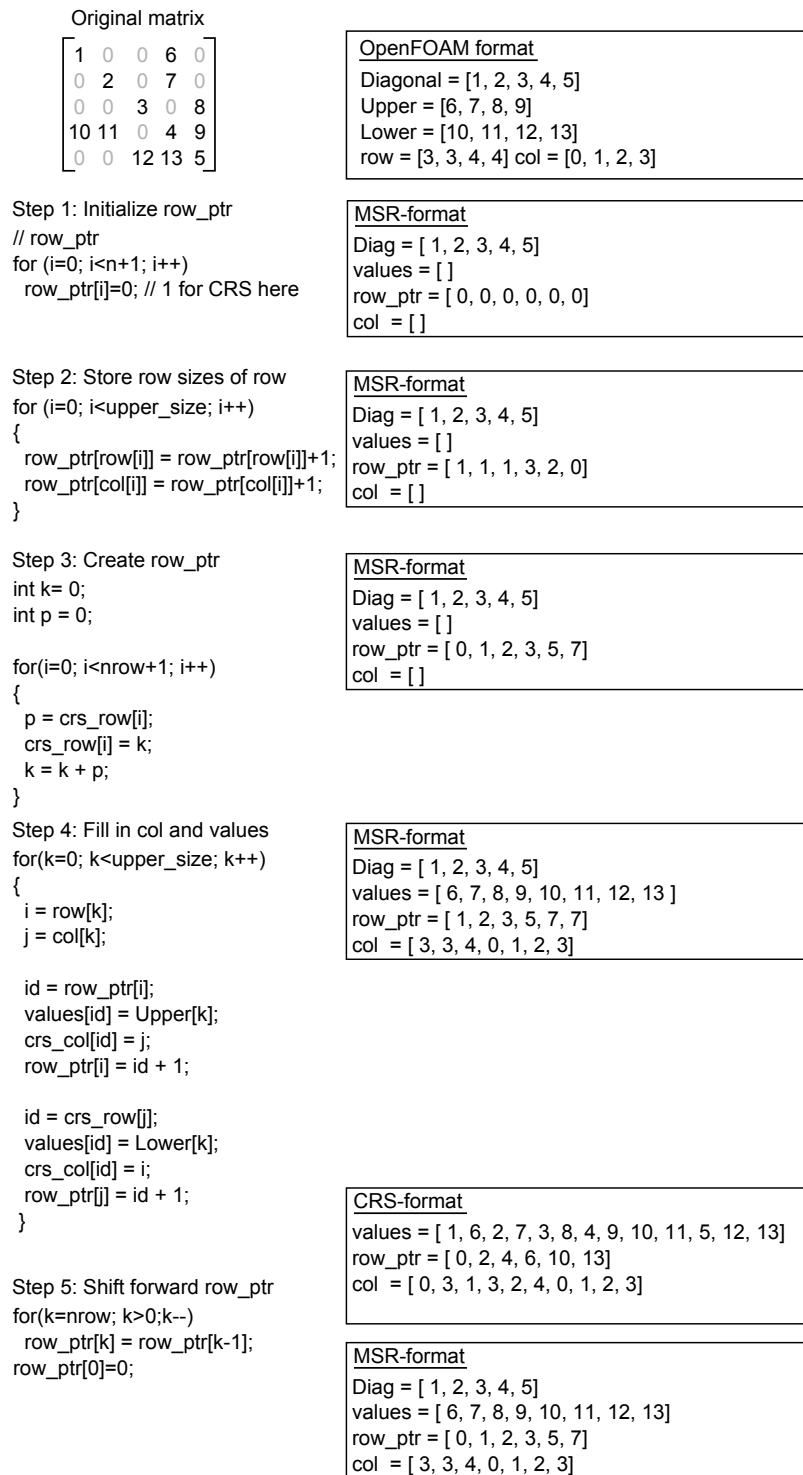 Original matrix
1 0 0 6 0
0 2 0 7 0
0 0 3 0 8
10 11 0 4 9
0 0 12 13 5
OpenFOAM format
Diagonal = [1, 2, 3, 4, 5]
Upper = [6, 7, 8, 9]
Lower = [10, 11, 12, 13]
row = [3, 3, 4, 4] col = [0, 1, 2, 3]
Step 1: Initialize row_ptr
// row_ptr
for (i=0; i<n+1; i++)
row_ptr[i]=0; // 1 for CRS here
MSR-format
Diag = [ 1, 2, 3, 4, 5]
values = [ ]
row_ptr = [ 0, 0, 0, 0, 0, 0]
col = [ ]
Step 2: Store row sizes of row
for (i=0; i<upper_size; i++)
{
row_ptr[row[i]] = row_ptr[row[i]]+1;
row_ptr[col[i]] = row_ptr[col[i]]+1;
}
MSR-format
Diag = [ 1, 2, 3, 4, 5]
values = [ ]
row_ptr = [ 1, 1, 1, 3, 2, 0]
col = [ ]
Step 3: Create row_ptr
int k= 0;
int p = 0;
for(i=0; i<nrow+1; i++)
{
p = crs_row[i];
crs_row[i] = k;
k = k + p;
}
MSR-format
Diag = [ 1, 2, 3, 4, 5]
values = [ ]
row_ptr = [ 0, 1, 2, 3, 5, 7]
col = [ ]
Step 4: Fill in col and values
for(k=0; k<upper_size; k++)
{
i = row[k];
j = col[k];
id = row_ptr[i];
values[id] = Upper[k];
crs_col[id] = j;
row_ptr[i] = id + 1;
id = crs_row[j];
values[id] = Lower[k];
crs_col[id] = i;
row_ptr[j] = id + 1;
}
MSR-format
Diag = [ 1, 2, 3, 4, 5]
values = [ 6, 7, 8, 9, 10, 11, 12, 13 ]
row_ptr = [ 1, 2, 3, 5, 7, 7]
col = [ 3, 3, 4, 0, 1, 2, 3]
Step 5: Shift forward row_ptr
for(k=nrow; k>0;k--)
row_ptr[k] = row_ptr[k-1];
row_ptr[0]=0;
CRS-format
values = [ 1, 6, 2, 7, 3, 8, 4, 9, 10, 11, 5, 12, 13]
row_ptr = [ 0, 2, 4, 6, 10, 13]
col = [ 0, 3, 1, 3, 2, 4, 0, 1, 2, 3]
MSR-format
Diag = [ 1, 2, 3, 4, 5]
values = [ 6, 7, 8, 9, 10, 11, 12, 13]
row_ptr = [ 0, 1, 2, 3, 5, 7]
col = [ 3, 3, 4, 0, 1, 2, 3]